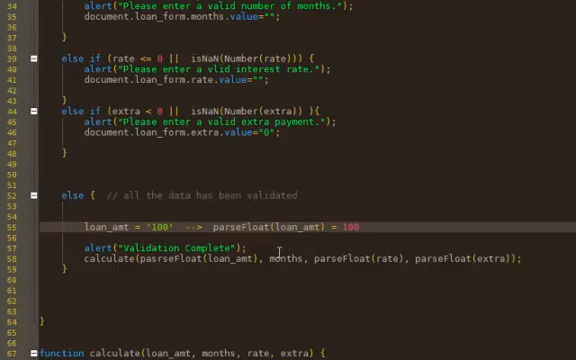 34 alert("Please enter a valid number of months.");
35 document.loan_form.months.value="";
36
37 }
38
39 else if (rate <= 0 || isNaN(Number(rate))) {
40 alert("Please enter a vlid interest rate.");
41 document.loan_form.rate.value="";
42
43 }
44 else if (extra < 0 || isNaN(Number(extra)) ){
45 alert("Please enter a valid extra payment.");
46 document.loan_form.extra.value="0";
47
48 }
49
50
51
52 else { // all the data has been validated
53
54
55 loan_amt = '100' --> parseFloat(loan_amt) = 100
56
57 alert("Validation Complete");
58 calculate(pasrseFloat(loan_amt), months, parseFloat(rate), parseFloat(extra));
59 }
60
61
62
63
64 }
65
66
67 function calculate(loan_amt, months, rate, extra) {